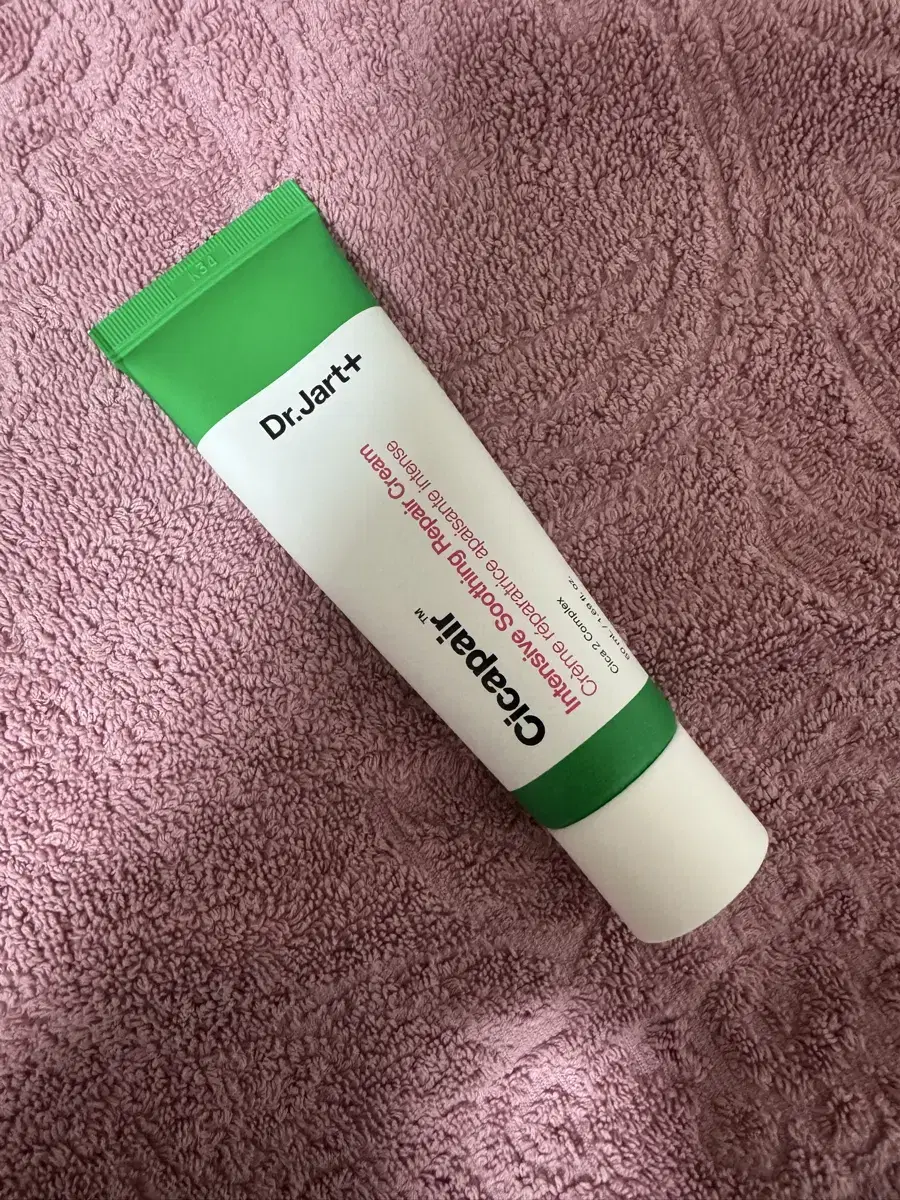 Dr.Jart+
Cicapair™
Intensive Soothing Repair Cream
Crème réparatrice apaisante intense
Cica 2 Complex
50 mL / 1.69 fl. oz.